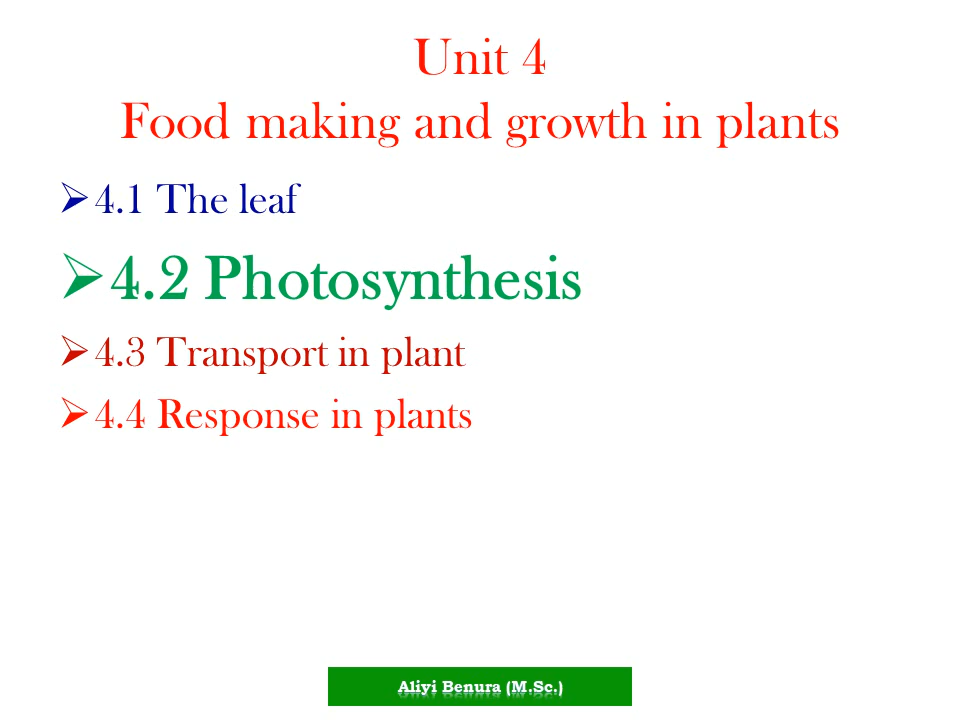 Unit 4
Food making and growth in plants
➢4.1 The leaf
➢4.2 Photosynthesis
➢4.3 Transport in plant
➢4.4 Response in plants
Aliyi Benura (M.Sc.)